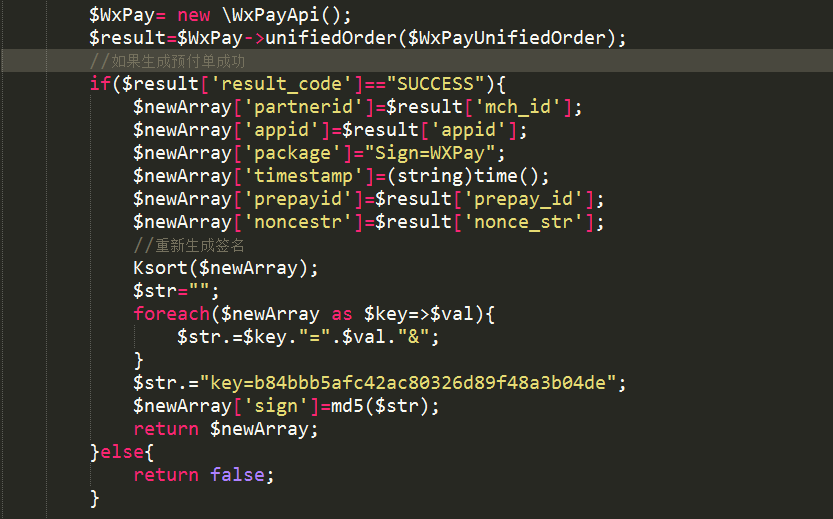 $WxPay= new \WxPayApi();
$result=$WxPay->unifiedOrder($WxPayUnifiedOrder);
//如果生成预付单成功
if($result['result_code']=="SUCCESS"){
$newArray['partnerid']=$result['mch_id'];
$newArray['appid']=$result['appid'];
$newArray['package']="Sign=WXPay";
$newArray['timestamp']=(string)time();
$newArray['prepayid']=$result['prepay_id'];
$newArray['noncestr']=$result['nonce_str'];
//重新生成签名
Ksort($newArray);
$str="";
foreach($newArray as $key=>$val){
$str.=$key."=".$val."&";
}
$str.="key=b84bbb5afc42ac80326d89f48a3b04de";
$newArray['sign']=md5($str);
return $newArray;
}else{
return false;
}